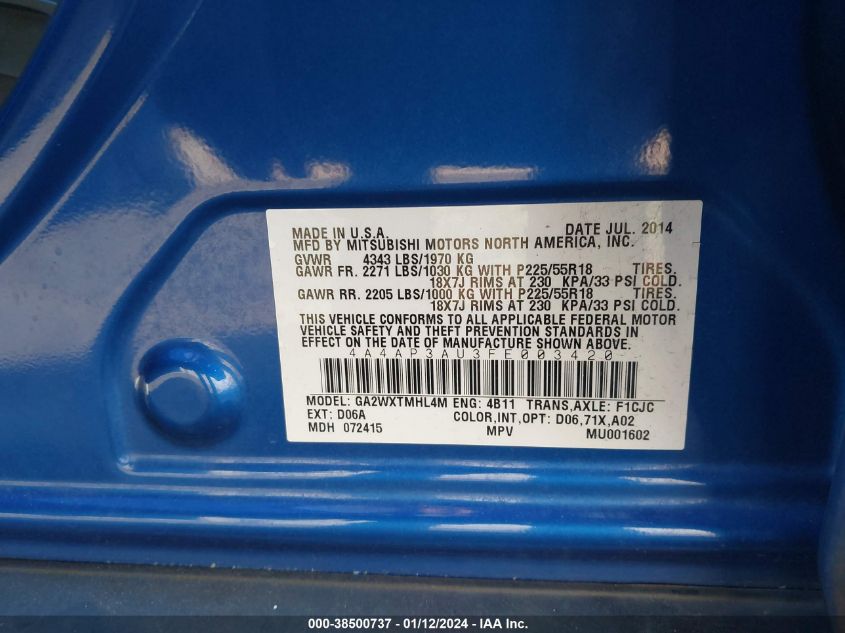 MADE IN U.S.A. DATE JUL. 2014
MFD BY MITSUBISHI MOTORS NORTH AMERICA, INC.
GVWR 4343 LBS/1970 KG
GAWR FR. 2271 LBS/1030 KG WITH P225/55R18 TIRES.
18X7J RIMS AT 230 KPA/33 PSI COLD.
GAWR RR. 2205 LBS/1000 KG WITH P225/55R18 TIRES.
18X7J RIMS AT 230 KPA/33 PSI COLD.
THIS VEHICLE CONFORMS TO ALL APPLICABLE FEDERAL MOTOR
VEHICLE SAFETY AND THEFT PREVENTION STANDARDS IN
EFFECT ON THE DATE OF MANUFACTURE SHOWN ABOVE.
4A4AP3AU3FE003420
MODEL: GA2WXTMHL4M ENG: 4B11 TRANS,AXLE: F1CJC
EXT: D06A COLOR,INT,OPT: D06,71X,A02
MDH 072415 MPV MU001602
000-38500737 - 01/12/2024 - IAA Inc.